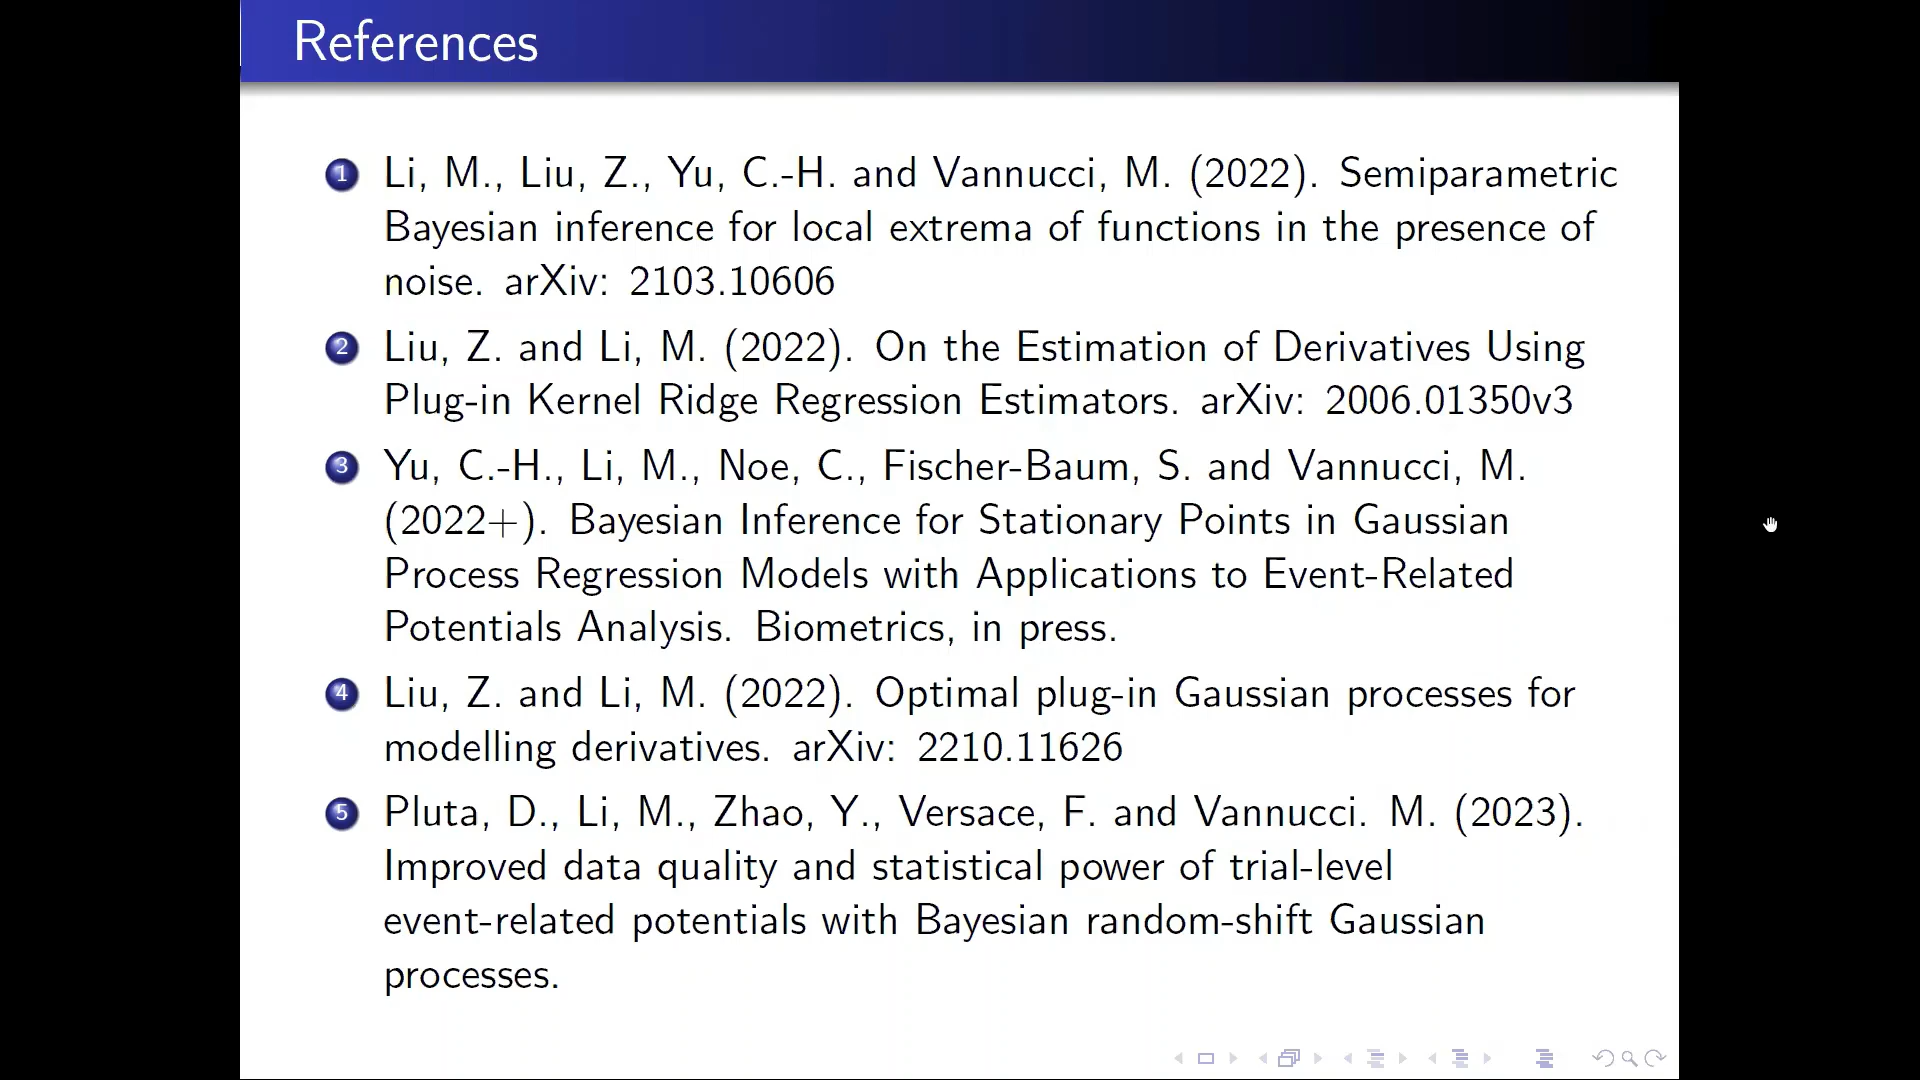 References
1 Li, M., Liu, Z., Yu, C.-H. and Vannucci, M. (2022). Semiparametric
Bayesian inference for local extrema of functions in the presence of
noise. arXiv: 2103.10606
2 Liu, Z. and Li, M. (2022). On the Estimation of Derivatives Using
Plug-in Kernel Ridge Regression Estimators. arXiv: 2006.01350v3
3 Yu, C.-H., Li, M., Noe, C., Fischer-Baum, S. and Vannucci, M.
(2022+). Bayesian Inference for Stationary Points in Gaussian
Process Regression Models with Applications to Event-Related
Potentials Analysis. Biometrics, in press.
4 Liu, Z. and Li, M. (2022). Optimal plug-in Gaussian processes for
modelling derivatives. arXiv: 2210.11626
5 Pluta, D., Li, M., Zhao, Y., Versace, F. and Vannucci. M. (2023).
Improved data quality and statistical power of trial-level
event-related potentials with Bayesian random-shift Gaussian
processes.